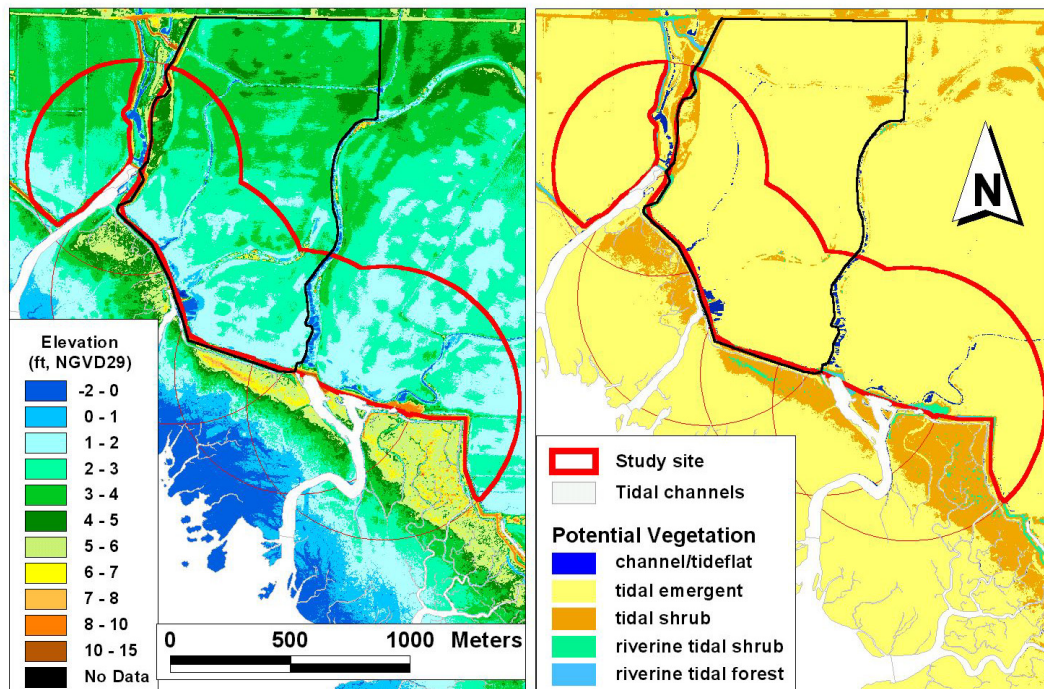 Elevation
(ft, NGVD29)
-2 - 0
0 - 1
1 - 2
2 - 3
3 - 4
4 - 5
5 - 6
6 - 7
7 - 8
8 - 10
10 - 15
No Data
0 500 1000 Meters
N
Study site
Tidal channels
Potential Vegetation
channel/tideflat
tidal emergent
tidal shrub
riverine tidal shrub
riverine tidal forest